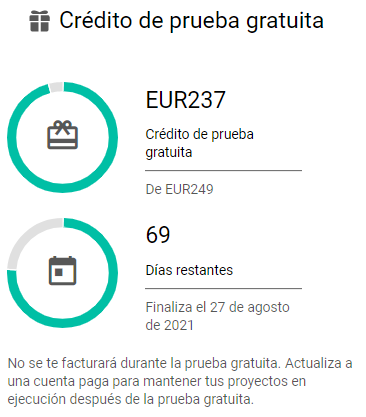 Crédito de prueba gratuita
EUR237
Crédito de prueba
gratuita
De EUR249
69
Días restantes
Finaliza el 27 de agosto
de 2021
No se te facturará durante la prueba gratuita. Actualiza a
una cuenta paga para mantener tus proyectos en
ejecución después de la prueba gratuita.